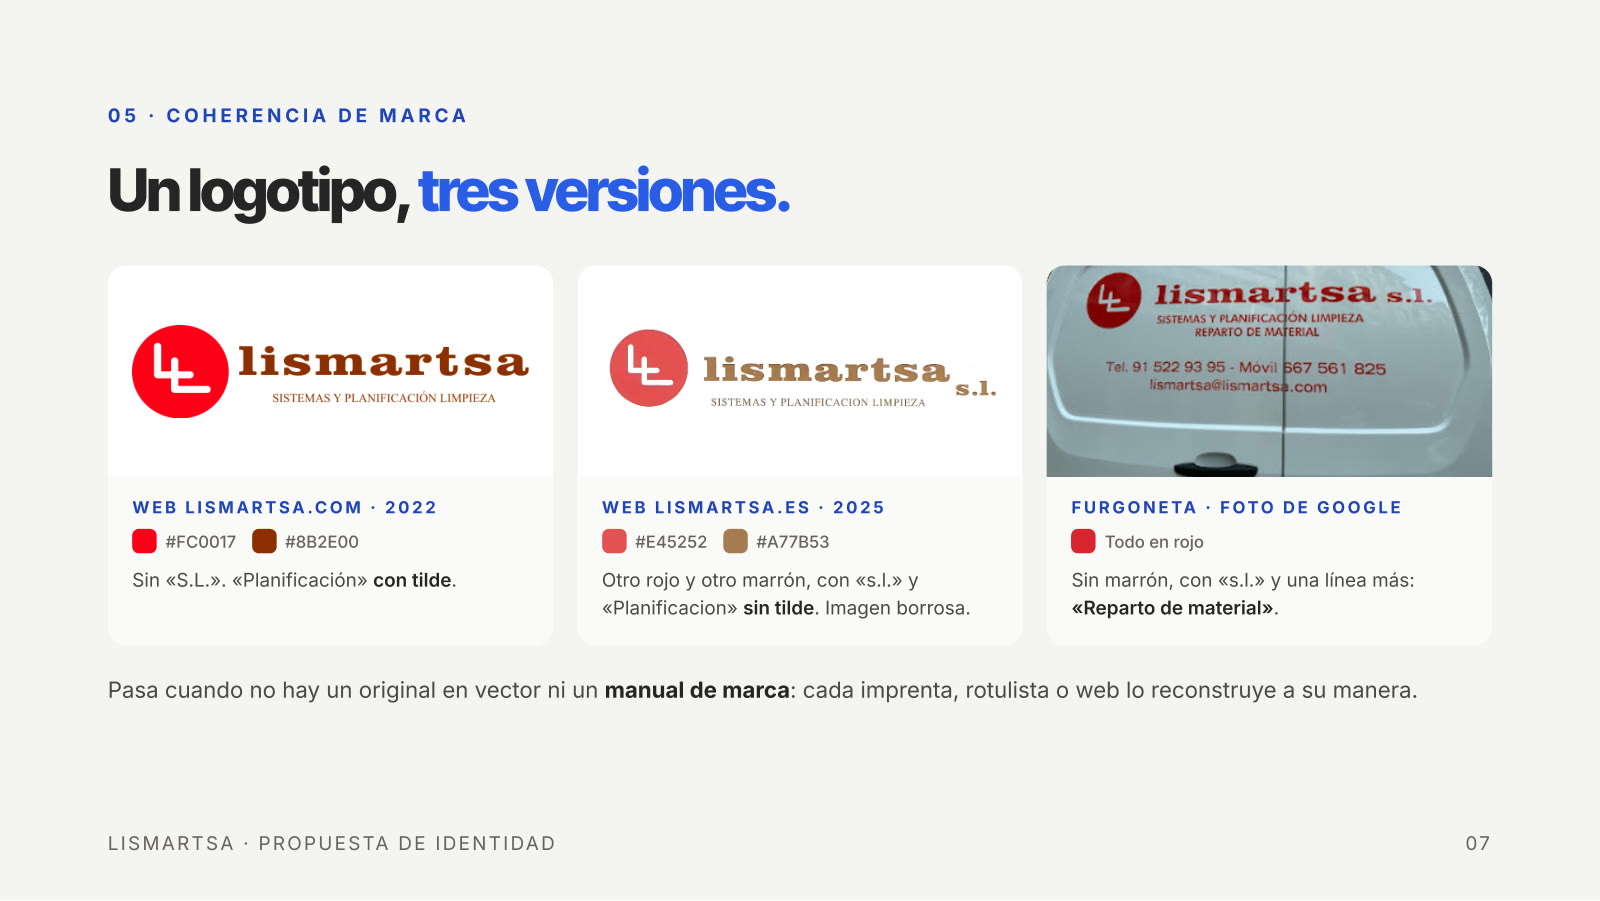 05 · COHERENCIA DE MARCA
Un logotipo, tres versiones.
lismartsa
SISTEMAS Y PLANIFICACIÓN LIMPIEZA
WEB LISMARTSA.COM · 2022
#FC0017 #8B2E00
Sin «S.L.». «Planificación» con tilde.
lismartsa s.l.
SISTEMAS Y PLANIFICACION LIMPIEZA
WEB LISMARTSA.ES · 2025
#E45252 #A77B53
Otro rojo y otro marrón, con «s.l.» y
«Planificacion» sin tilde. Imagen borrosa.
lismartsa s.l.
SISTEMAS Y PLANIFICACIÓN LIMPIEZA
REPARTO DE MATERIAL
Tel. 91 522 93 95 - Móvil 667 561 825
lismartsa@lismartsa.com
FURGONETA · FOTO DE GOOGLE
Todo en rojo
Sin marrón, con «s.l.» y una línea más:
«Reparto de material».
Pasa cuando no hay un original en vector ni un manual de marca: cada imprenta, rotulista o web lo reconstruye a su manera.
LISMARTSA · PROPUESTA DE IDENTIDAD
07